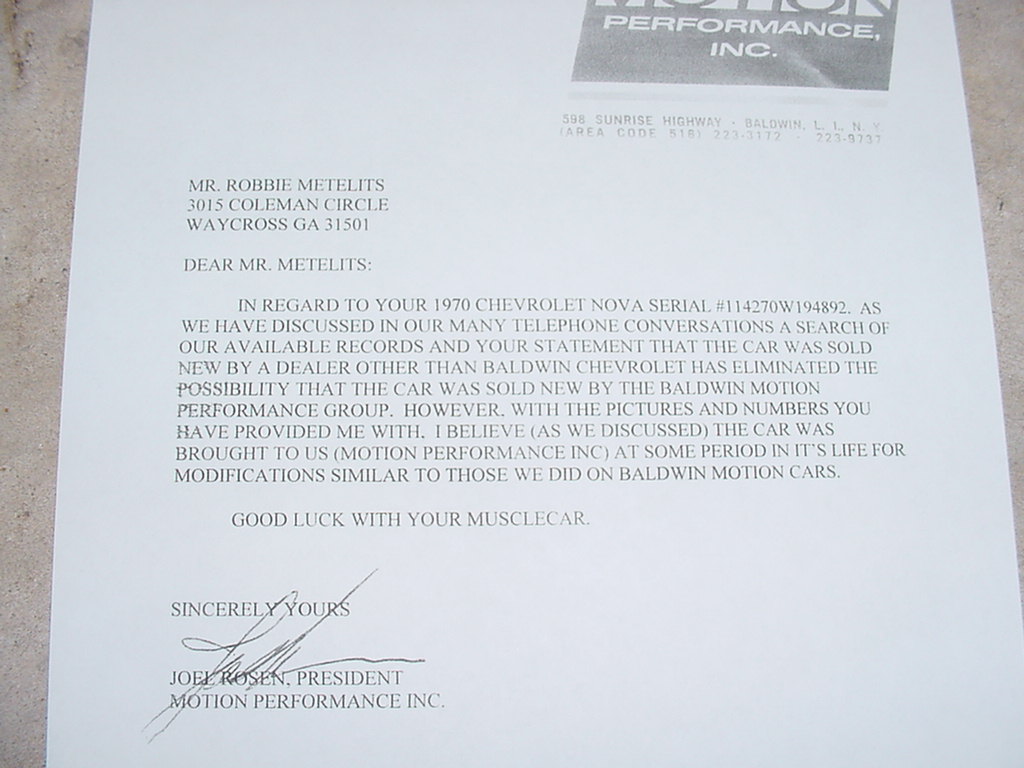 MOTION
PERFORMANCE,
INC.
598 SUNRISE HIGHWAY · BALDWIN, L. I., N. Y.
(AREA CODE 516) 223-3172 · 223-9737
MR. ROBBIE METELITS
3015 COLEMAN CIRCLE
WAYCROSS GA 31501
DEAR MR. METELITS:
IN REGARD TO YOUR 1970 CHEVROLET NOVA SERIAL #114270W194892. AS
WE HAVE DISCUSSED IN OUR MANY TELEPHONE CONVERSATIONS A SEARCH OF
OUR AVAILABLE RECORDS AND YOUR STATEMENT THAT THE CAR WAS SOLD
NEW BY A DEALER OTHER THAN BALDWIN CHEVROLET HAS ELIMINATED THE
POSSIBILITY THAT THE CAR WAS SOLD NEW BY THE BALDWIN MOTION
PERFORMANCE GROUP. HOWEVER, WITH THE PICTURES AND NUMBERS YOU
HAVE PROVIDED ME WITH, I BELIEVE (AS WE DISCUSSED) THE CAR WAS
BROUGHT TO US (MOTION PERFORMANCE INC) AT SOME PERIOD IN IT'S LIFE FOR
MODIFICATIONS SIMILAR TO THOSE WE DID ON BALDWIN MOTION CARS.
GOOD LUCK WITH YOUR MUSCLECAR.
SINCERELY YOURS
JOEL ROSEN, PRESIDENT
MOTION PERFORMANCE INC.